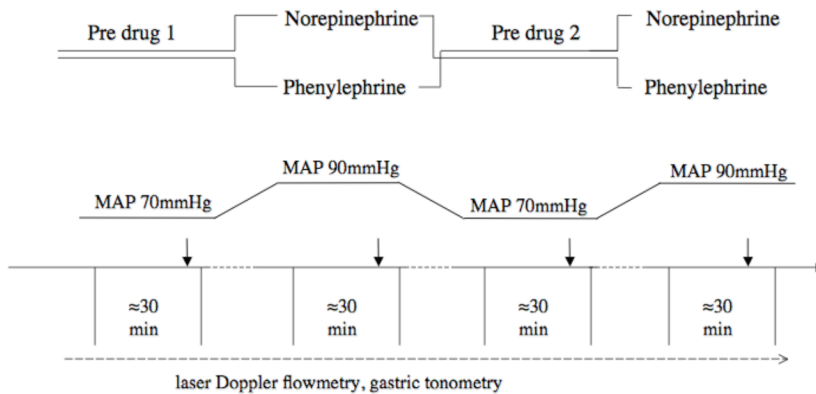 Pre drug 1
Norepinephrine
Phenylephrine
Pre drug 2
Norepinephrine
Phenylephrine
MAP 70mmHg
MAP 90mmHg
MAP 70mmHg
MAP 90mmHg
≈30
min
≈30
min
≈30
min
≈30
min
laser Doppler flowmetry, gastric tonometry